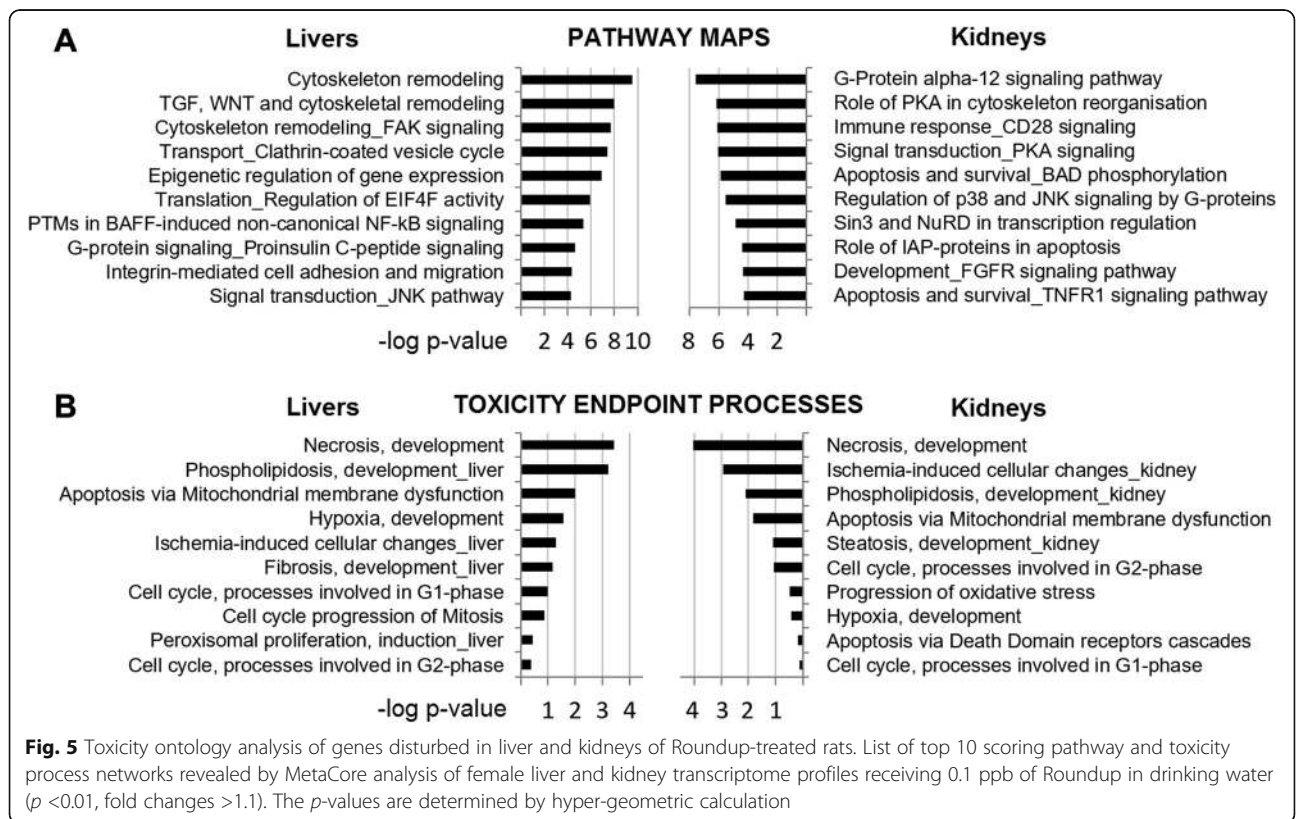 A Livers PATHWAY MAPS Kidneys
Cytoskeleton remodeling G-Protein alpha-12 signaling pathway
TGF, WNT and cytoskeletal remodeling Role of PKA in cytoskeleton reorganisation
Cytoskeleton remodeling_FAK signaling Immune response_CD28 signaling
Transport_Clathrin-coated vesicle cycle Signal transduction_PKA signaling
Epigenetic regulation of gene expression Apoptosis and survival_BAD phosphorylation
Translation_Regulation of EIF4F activity Regulation of p38 and JNK signaling by G-proteins
PTMs in BAFF-induced non-canonical NF-kB signaling Sin3 and NuRD in transcription regulation
G-protein signaling_Proinsulin C-peptide signaling Role of IAP-proteins in apoptosis
Integrin-mediated cell adhesion and migration Development_FGFR signaling pathway
Signal transduction_JNK pathway Apoptosis and survival_TNFR1 signaling pathway
-log p-value 2 4 6 8 10 8 6 4 2
B Livers TOXICITY ENDPOINT PROCESSES Kidneys
Necrosis, development Necrosis, development
Phospholipidosis, development_liver Ischemia-induced cellular changes_kidney
Apoptosis via Mitochondrial membrane dysfunction Phospholipidosis, development_kidney
Hypoxia, development Apoptosis via Mitochondrial membrane dysfunction
Ischemia-induced cellular changes_liver Steatosis, development_kidney
Fibrosis, development_liver Cell cycle, processes involved in G2-phase
Cell cycle, processes involved in G1-phase Progression of oxidative stress
Cell cycle progression of Mitosis Hypoxia, development
Peroxisomal proliferation, induction_liver Apoptosis via Death Domain receptors cascades
Cell cycle, processes involved in G2-phase Cell cycle, processes involved in G1-phase
-log p-value 1 2 3 4 4 3 2 1
Fig. 5 Toxicity ontology analysis of genes disturbed in liver and kidneys of Roundup-treated rats. List of top 10 scoring pathway and toxicity
process networks revealed by MetaCore analysis of female liver and kidney transcriptome profiles receiving 0.1 ppb of Roundup in drinking water
(p <0.01, fold changes >1.1). The p-values are determined by hyper-geometric calculation